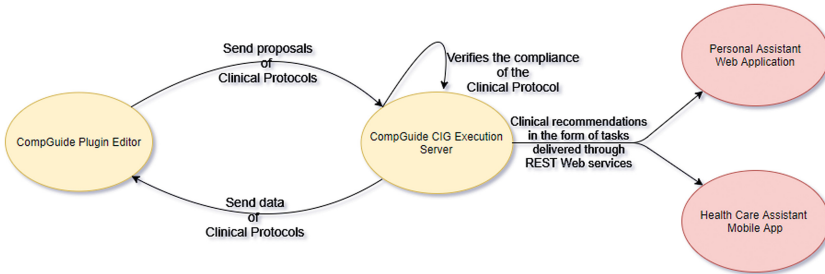 Send proposals
of
Clinical Protocols
Verifies the compliance
of the
Clinical Protocol
Personal Assistant
Web Application
CompGuide Plugin Editor
CompGuide CIG Execution
Server
Clinical recommendations
in the form of tasks
delivered through
REST Web services
Send data
of
Clinical Protocols
Health Care Assistant
Mobile App